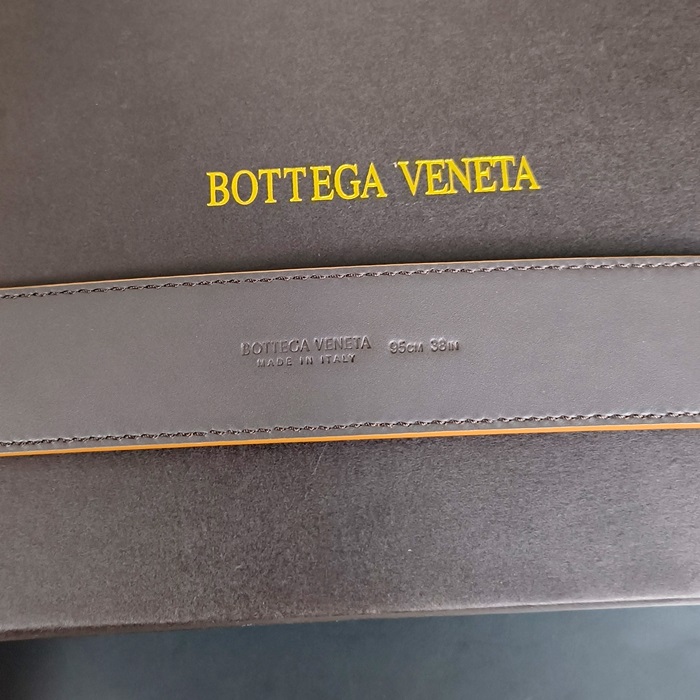 BOTTEGA VENETA
BOTTEGA VENETA 95CM 38IN
MADE IN ITALY